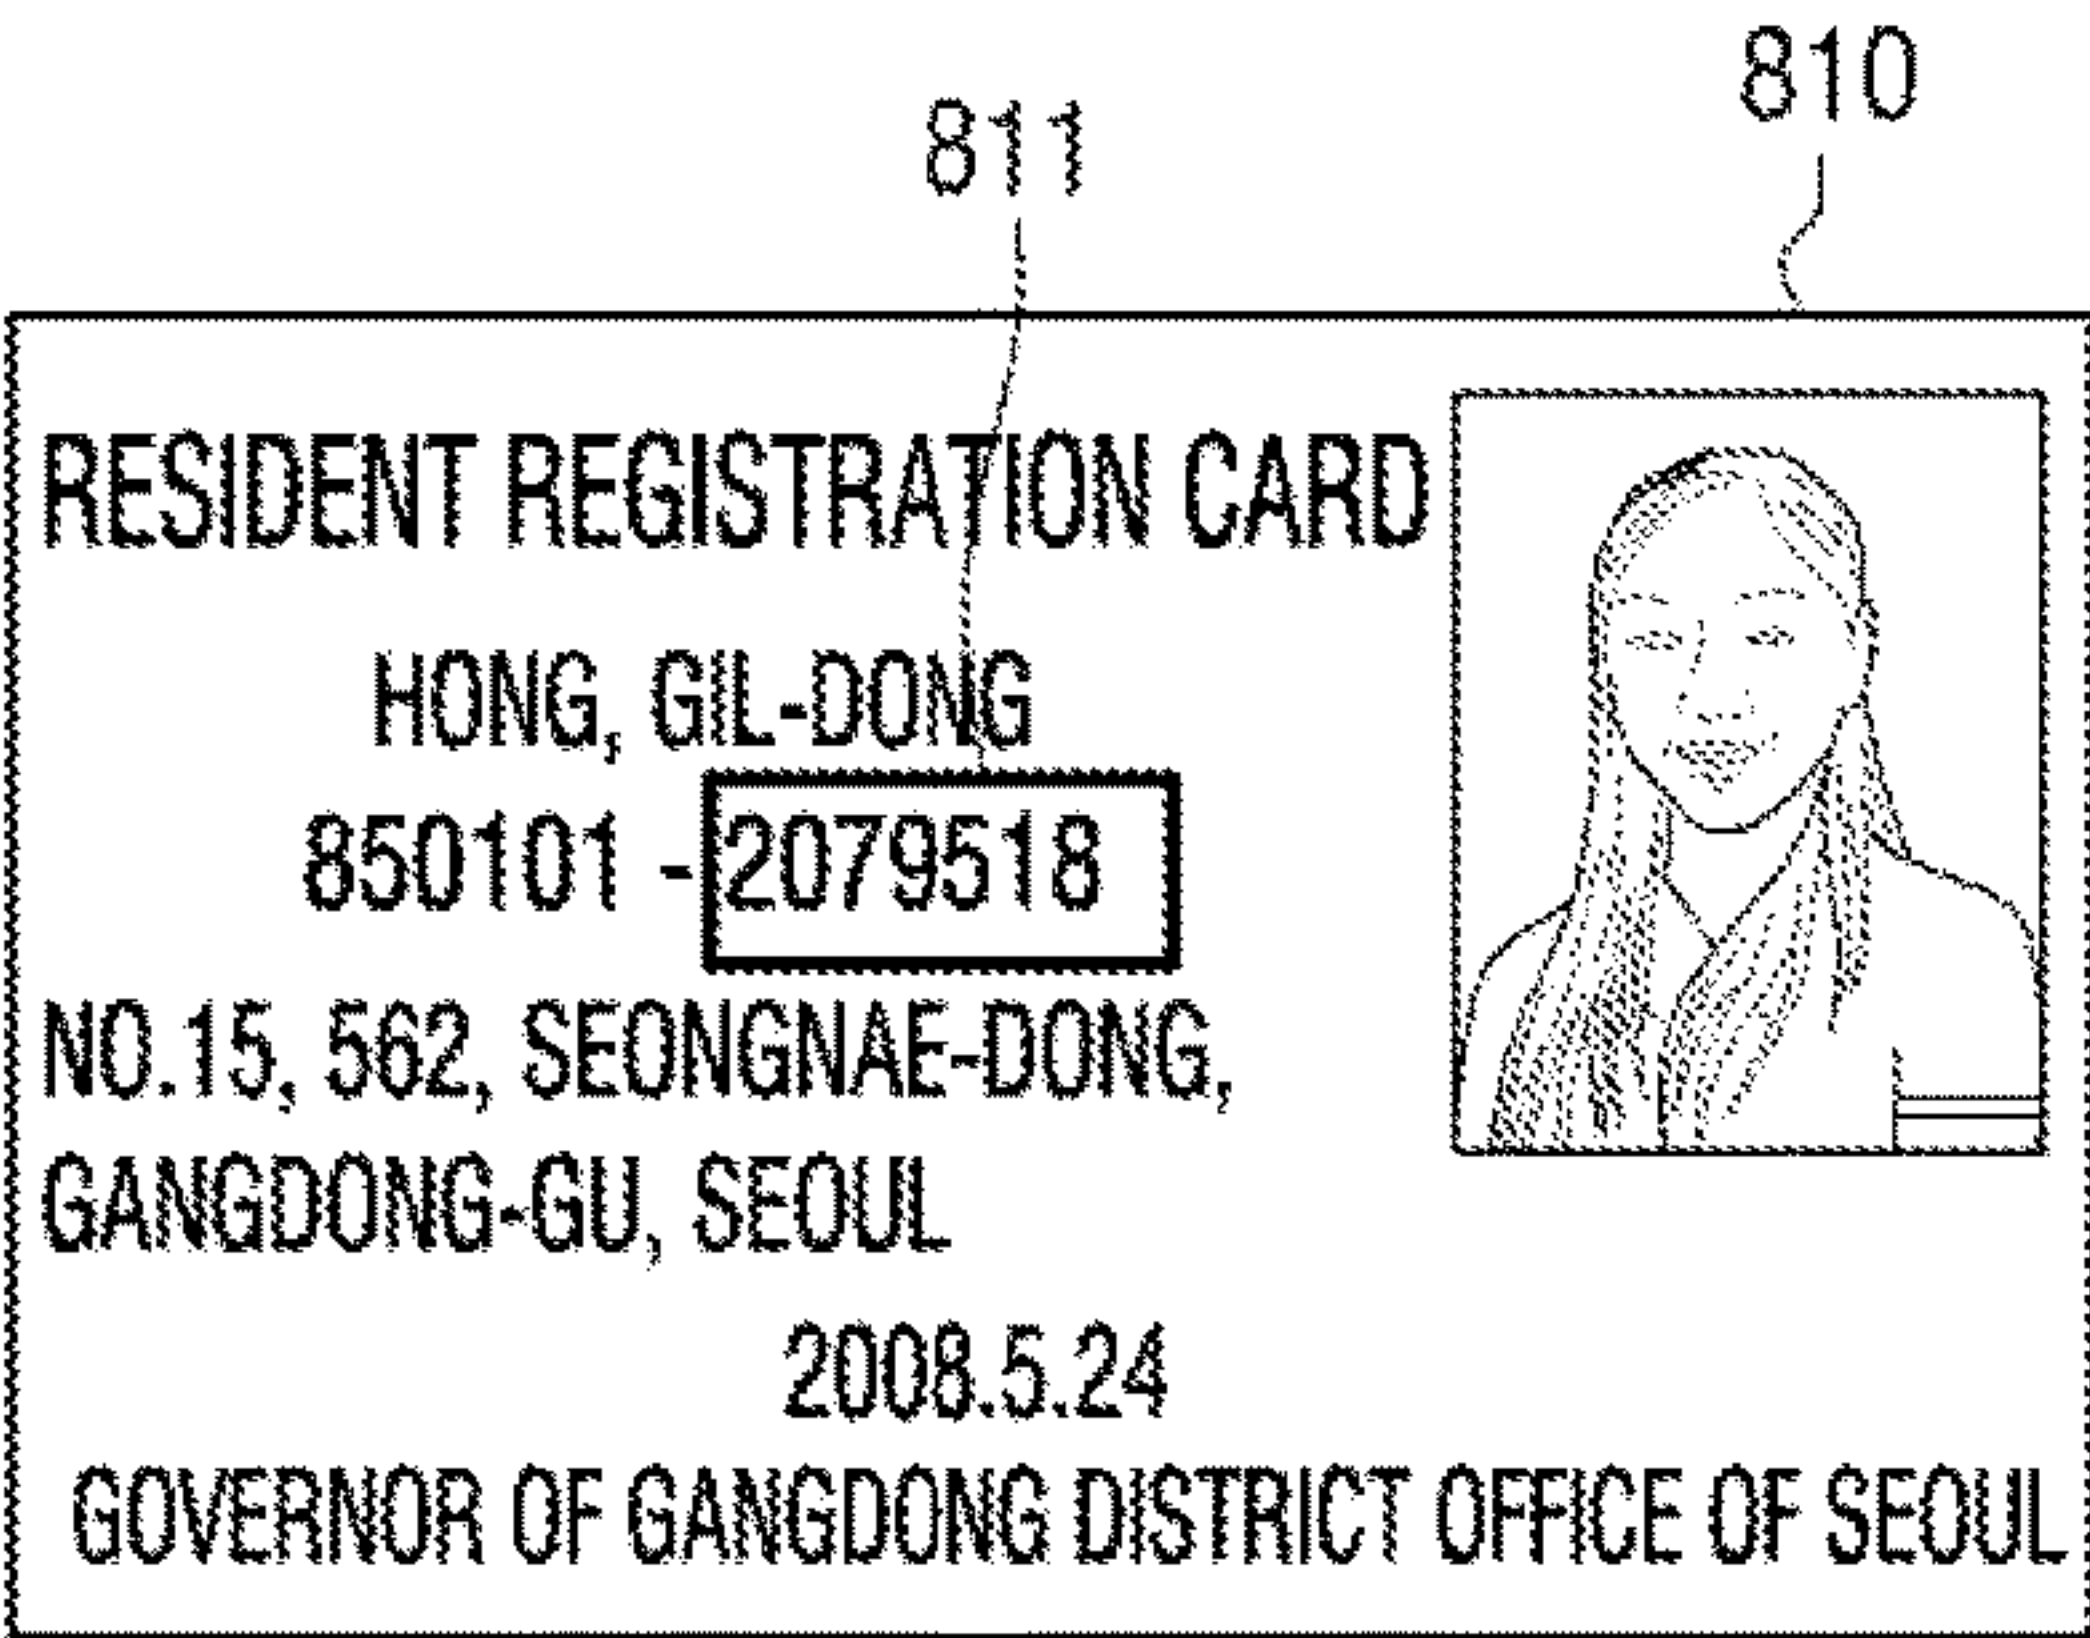 810
811
RESIDENT REGISTRATION CARD
HONG, GIL-DONG
850101 - 2079518
NO.15, 562, SEONGNAE-DONG,
GANGDONG-GU, SEOUL
2008.5.24
GOVERNOR OF GANGDONG DISTRICT OFFICE OF SEOUL